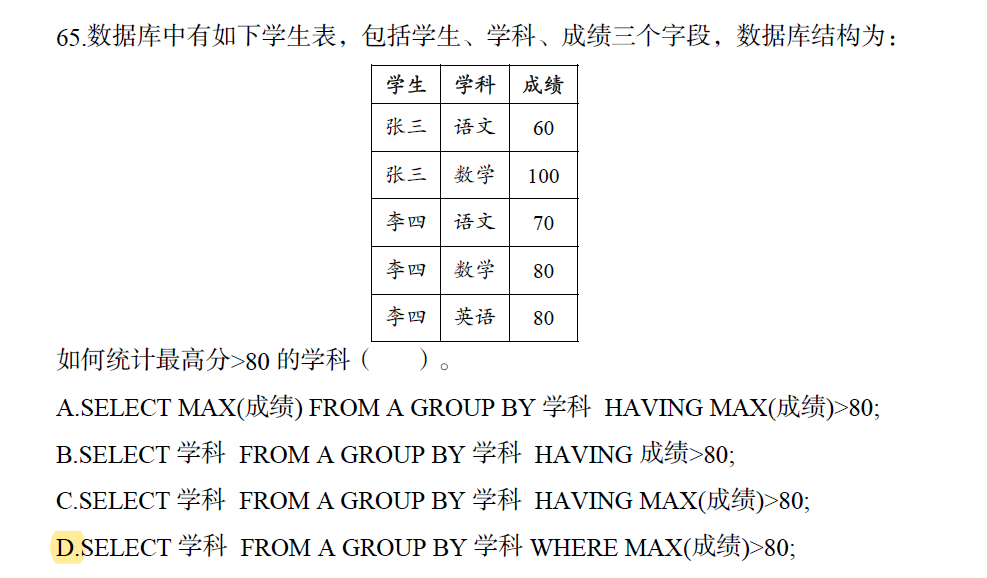 65.数据库中有如下学生表，包括学生、学科、成绩三个字段，数据库结构为：
学生 学科 成绩
张三 语文 60
张三 数学 100
李四 语文 70
李四 数学 80
李四 英语 80
如何统计最高分>80 的学科（ ）。
A.SELECT MAX(成绩) FROM A GROUP BY 学科 HAVING MAX(成绩)>80;
B.SELECT 学科 FROM A GROUP BY 学科 HAVING 成绩>80;
C.SELECT 学科 FROM A GROUP BY 学科 HAVING MAX(成绩)>80;
D.SELECT 学科 FROM A GROUP BY 学科 WHERE MAX(成绩)>80;